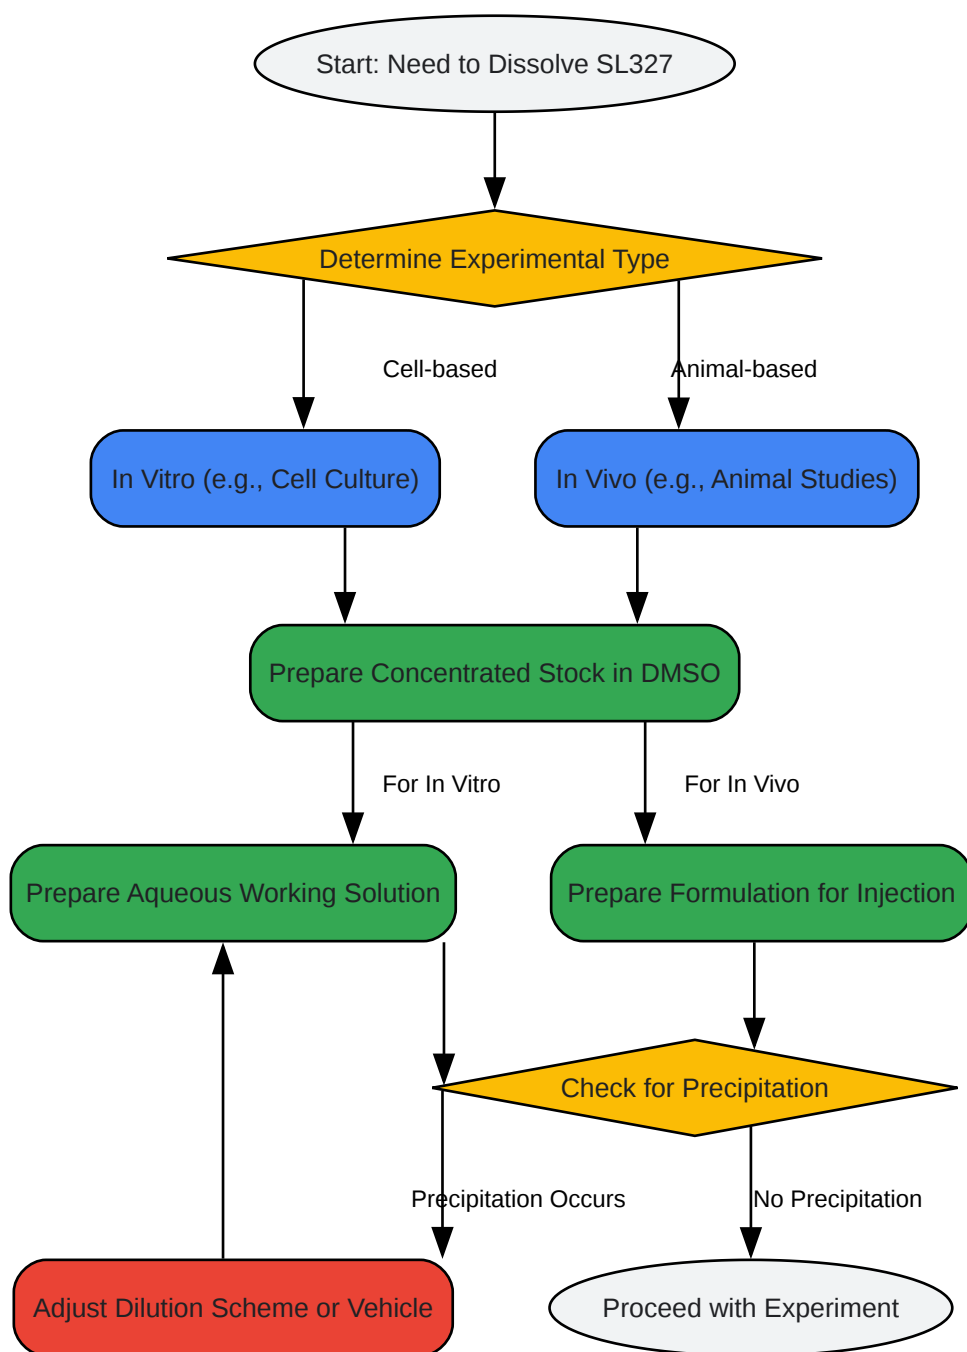 Start: Need to Dissolve SL327
Determine Experimental Type
Cell-based
Animal-based
In Vitro (e.g., Cell Culture)
In Vivo (e.g., Animal Studies)
Prepare Concentrated Stock in DMSO
For In Vitro
For In Vivo
Prepare Aqueous Working Solution
Prepare Formulation for Injection
Check for Precipitation
Precipitation Occurs
No Precipitation
Adjust Dilution Scheme or Vehicle
Proceed with Experiment